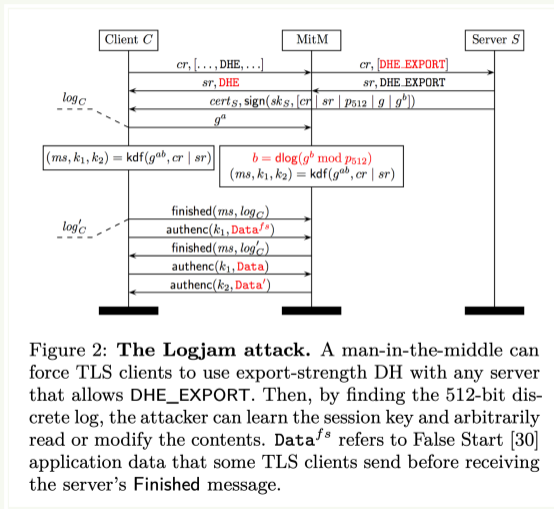 Client C MitM Server S
cr, [..., DHE, ...] cr, [DHE_EXPORT]
sr, DHE sr, DHE_EXPORT
log_C cert_S, sign(sk_S, [cr | sr | p_512 | g | g^b])
g^a
(ms, k_1, k_2) = kdf(g^{ab}, cr | sr) b = dlog(g^b mod p_512)
(ms, k_1, k_2) = kdf(g^{ab}, cr | sr)
finished(ms, log_C)
log'_C authenc(k_1, Data^{fs})
finished(ms, log'_C)
authenc(k_1, Data)
authenc(k_2, Data')
Figure 2: The Logjam attack. A man-in-the-middle can
force TLS clients to use export-strength DH with any server
that allows DHE_EXPORT. Then, by finding the 512-bit dis-
crete log, the attacker can learn the session key and arbitrarily
read or modify the contents. Data^{fs} refers to False Start [30]
application data that some TLS clients send before receiving
the server's Finished message.